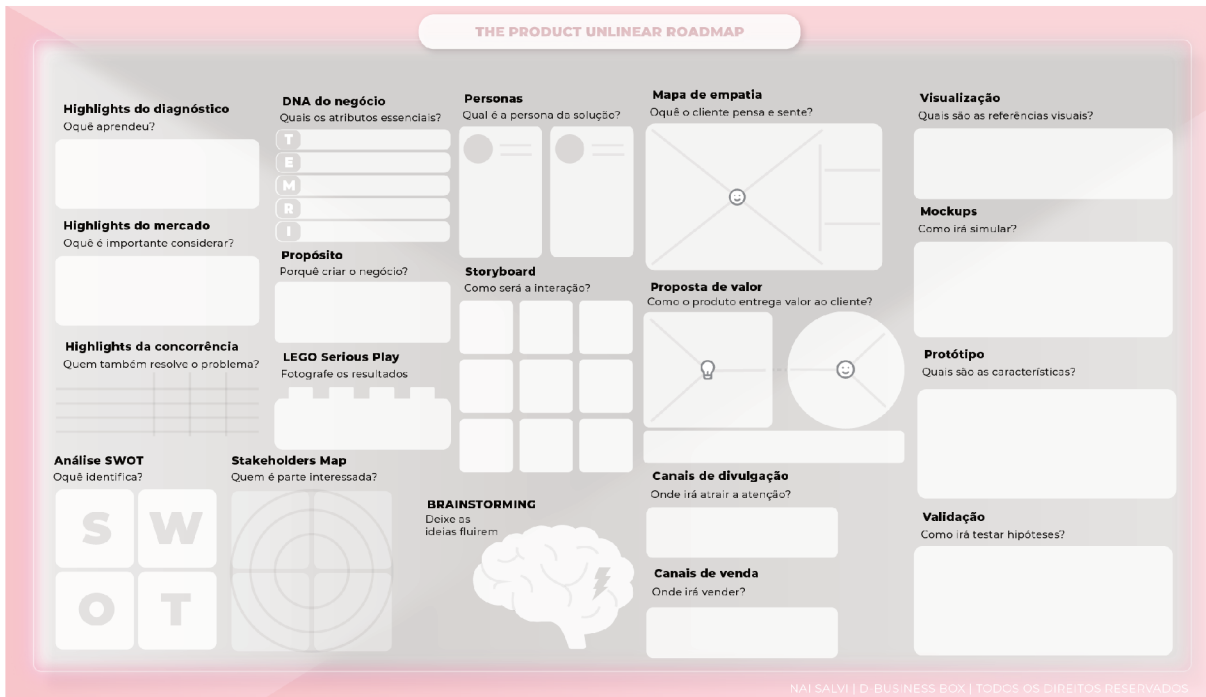 THE PRODUCT UNLINEAR ROADMAP
Highlights do diagnóstico
Oquê aprendeu?
Highlights do mercado
Oquê é importante considerar?
Highlights da concorrência
Quem também resolve o problema?
Análise SWOT
Oquê identifica?
S W
O T
DNA do negócio
Quais os atributos essenciais?
T
E
M
R
I
Propósito
Porquê criar o negócio?
LEGO Serious Play
Fotografe os resultados
Stakeholders Map
Quem é parte interessada?
Personas
Qual é a persona da solução?
Storyboard
Como será a interação?
BRAINSTORMING
Deixe as
ideias fluirem
Mapa de empatia
Oquê o cliente pensa e sente?
Proposta de valor
Como o produto entrega valor ao cliente?
Canais de divulgação
Onde irá atrair a atenção?
Canais de venda
Onde irá vender?
Visualização
Quais são as referências visuais?
Mockups
Como irá simular?
Protótipo
Quais são as características?
Validação
Como irá testar hipóteses?
NAI SALVI | D-BUSINESS BOX | TODOS OS DIREITOS RESERVADOS